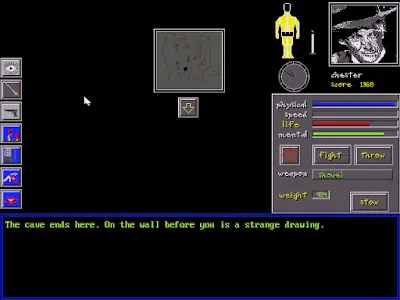 chester
score 1360
physical
speed
life
mental
fight
throw
weapon
shovel
weight
stow
The cave ends here. On the wall before you is a strange drawing.